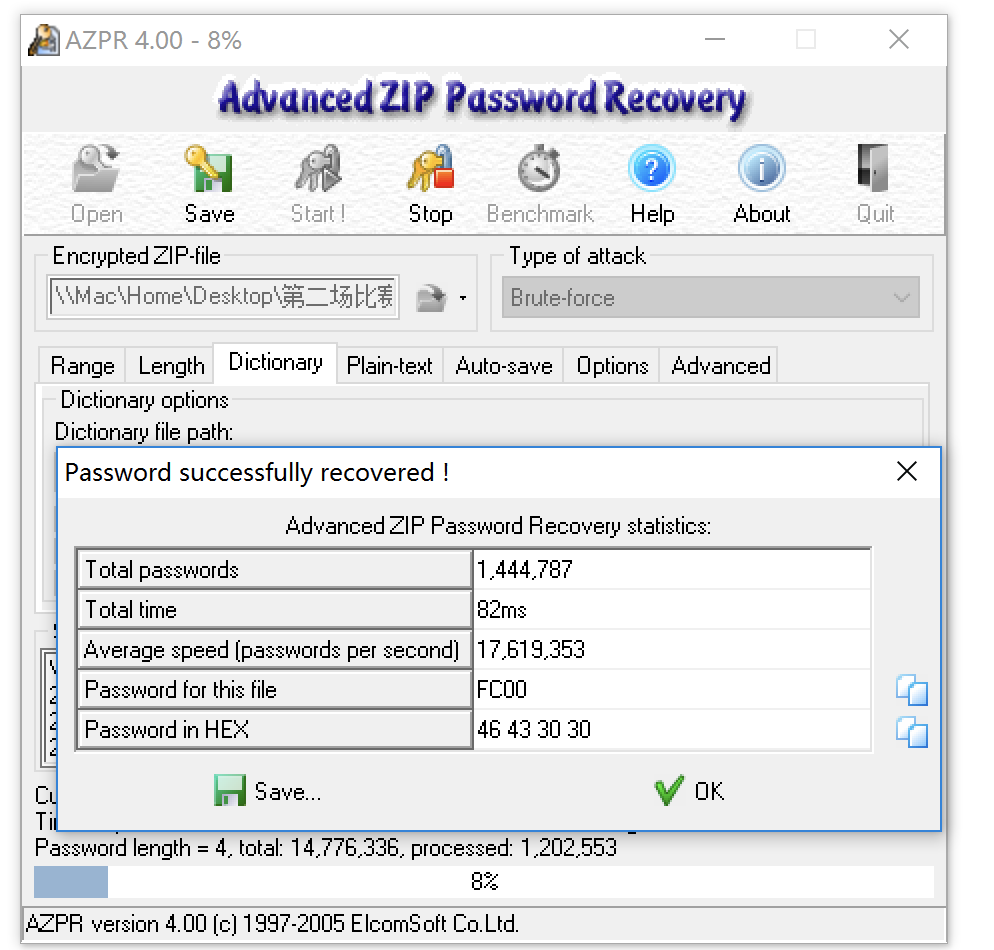 AZPR 4.00 - 8%
Advanced ZIP Password Recovery
Open Save Start! Stop Benchmark Help About Quit
Encrypted ZIP-file Type of attack
\\Mac\Home\Desktop\第二场比赛 Brute-force
Range Length Dictionary Plain-text Auto-save Options Advanced
Dictionary options
Dictionary file path:
Password successfully recovered !
Advanced ZIP Password Recovery statistics:
Total passwords 1,444,787
Total time 82ms
Average speed (passwords per second) 17,619,353
Password for this file FC00
Password in HEX 46 43 30 30
Save... OK
Password length = 4, total: 14,776,336, processed: 1,202,553
8%
AZPR version 4.00 (c) 1997-2005 ElcomSoft Co.Ltd.